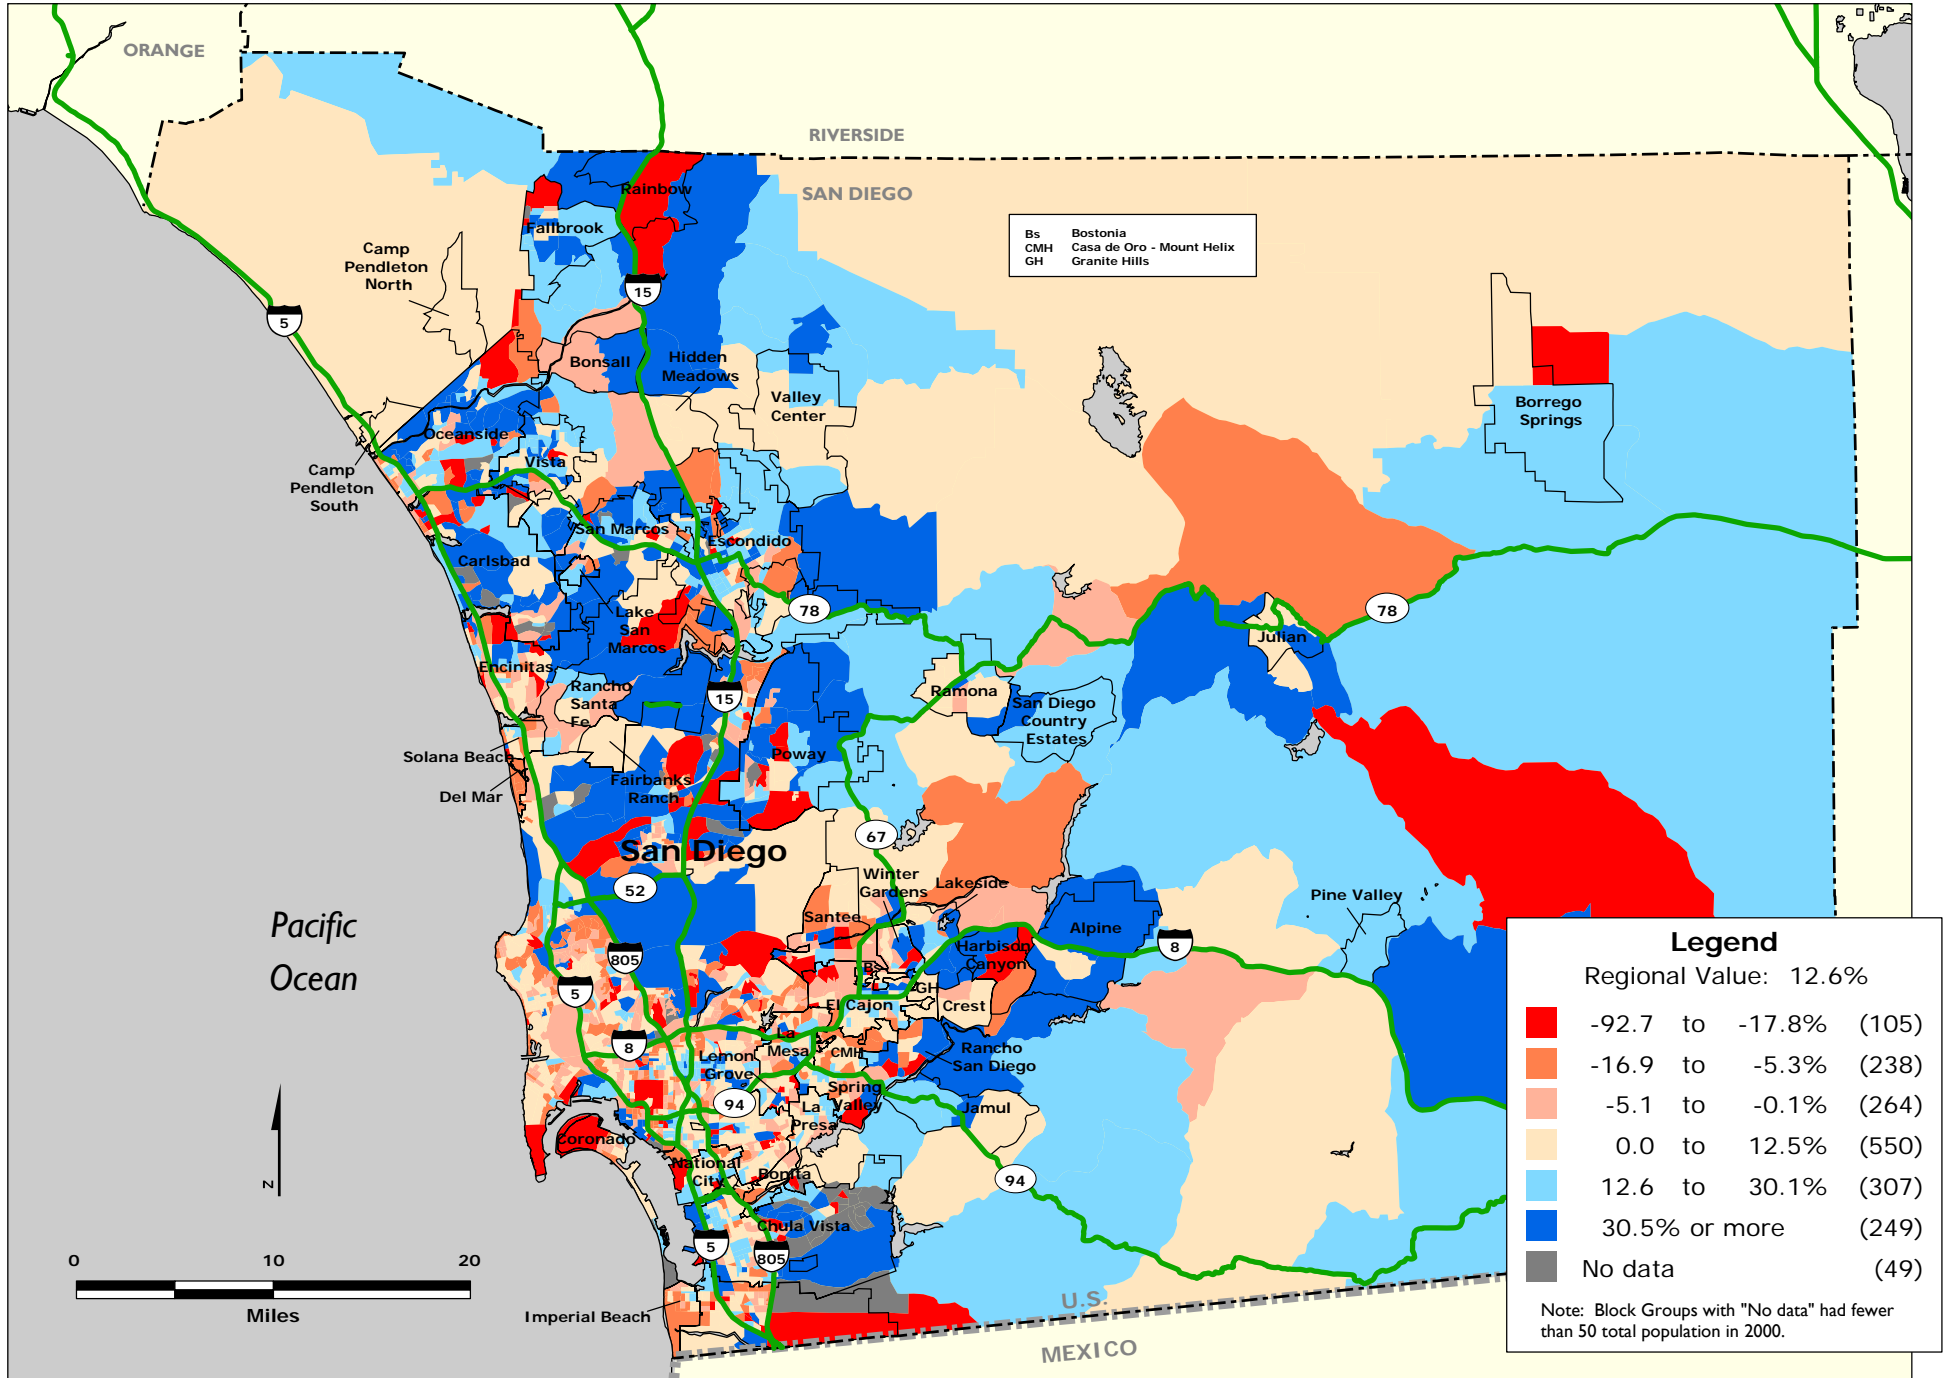 ORANGE
RIVERSIDE
SAN DIEGO
Rainbow
Fallbrook
Bs Bostonia
CMH Casa de Oro - Mount Helix
GH Granite Hills
Camp
Pendleton
North
15
5
Bonsall
Hidden
Meadows
Valley
Center
Borrego
Springs
Oceanside
Vista
Camp
Pendleton
South
San Marcos
Escondido
Carlsbad
78
78
Lake
San
Marcos
Julian
Encinitas
Rancho
Santa
Fe
15
Ramona
San Diego
Country
Estates
Solana Beach
Poway
Del Mar
Fairbanks
Ranch
67
San Diego
52
Winter
Gardens
Lakeside
Pine Valley
Santee
Alpine
Pacific
Ocean
805
Harbison
Canyon
8
Bs
5
GH
El Cajon
Crest
8
La
Mesa
CMH
Lemon
Grove
Rancho
San Diego
Spring
Valley
94
La
Presa
Jamul
Coronado
National
City
Bonita
94
Chula Vista
5
805
N
0 10 20
Miles
Imperial Beach
U.S.
MEXICO
Legend
Regional Value: 12.6%
-92.7 to -17.8% (105)
-16.9 to -5.3% (238)
-5.1 to -0.1% (264)
0.0 to 12.5% (550)
12.6 to 30.1% (307)
30.5% or more (249)
No data (49)
Note: Block Groups with "No data" had fewer
than 50 total population in 2000.